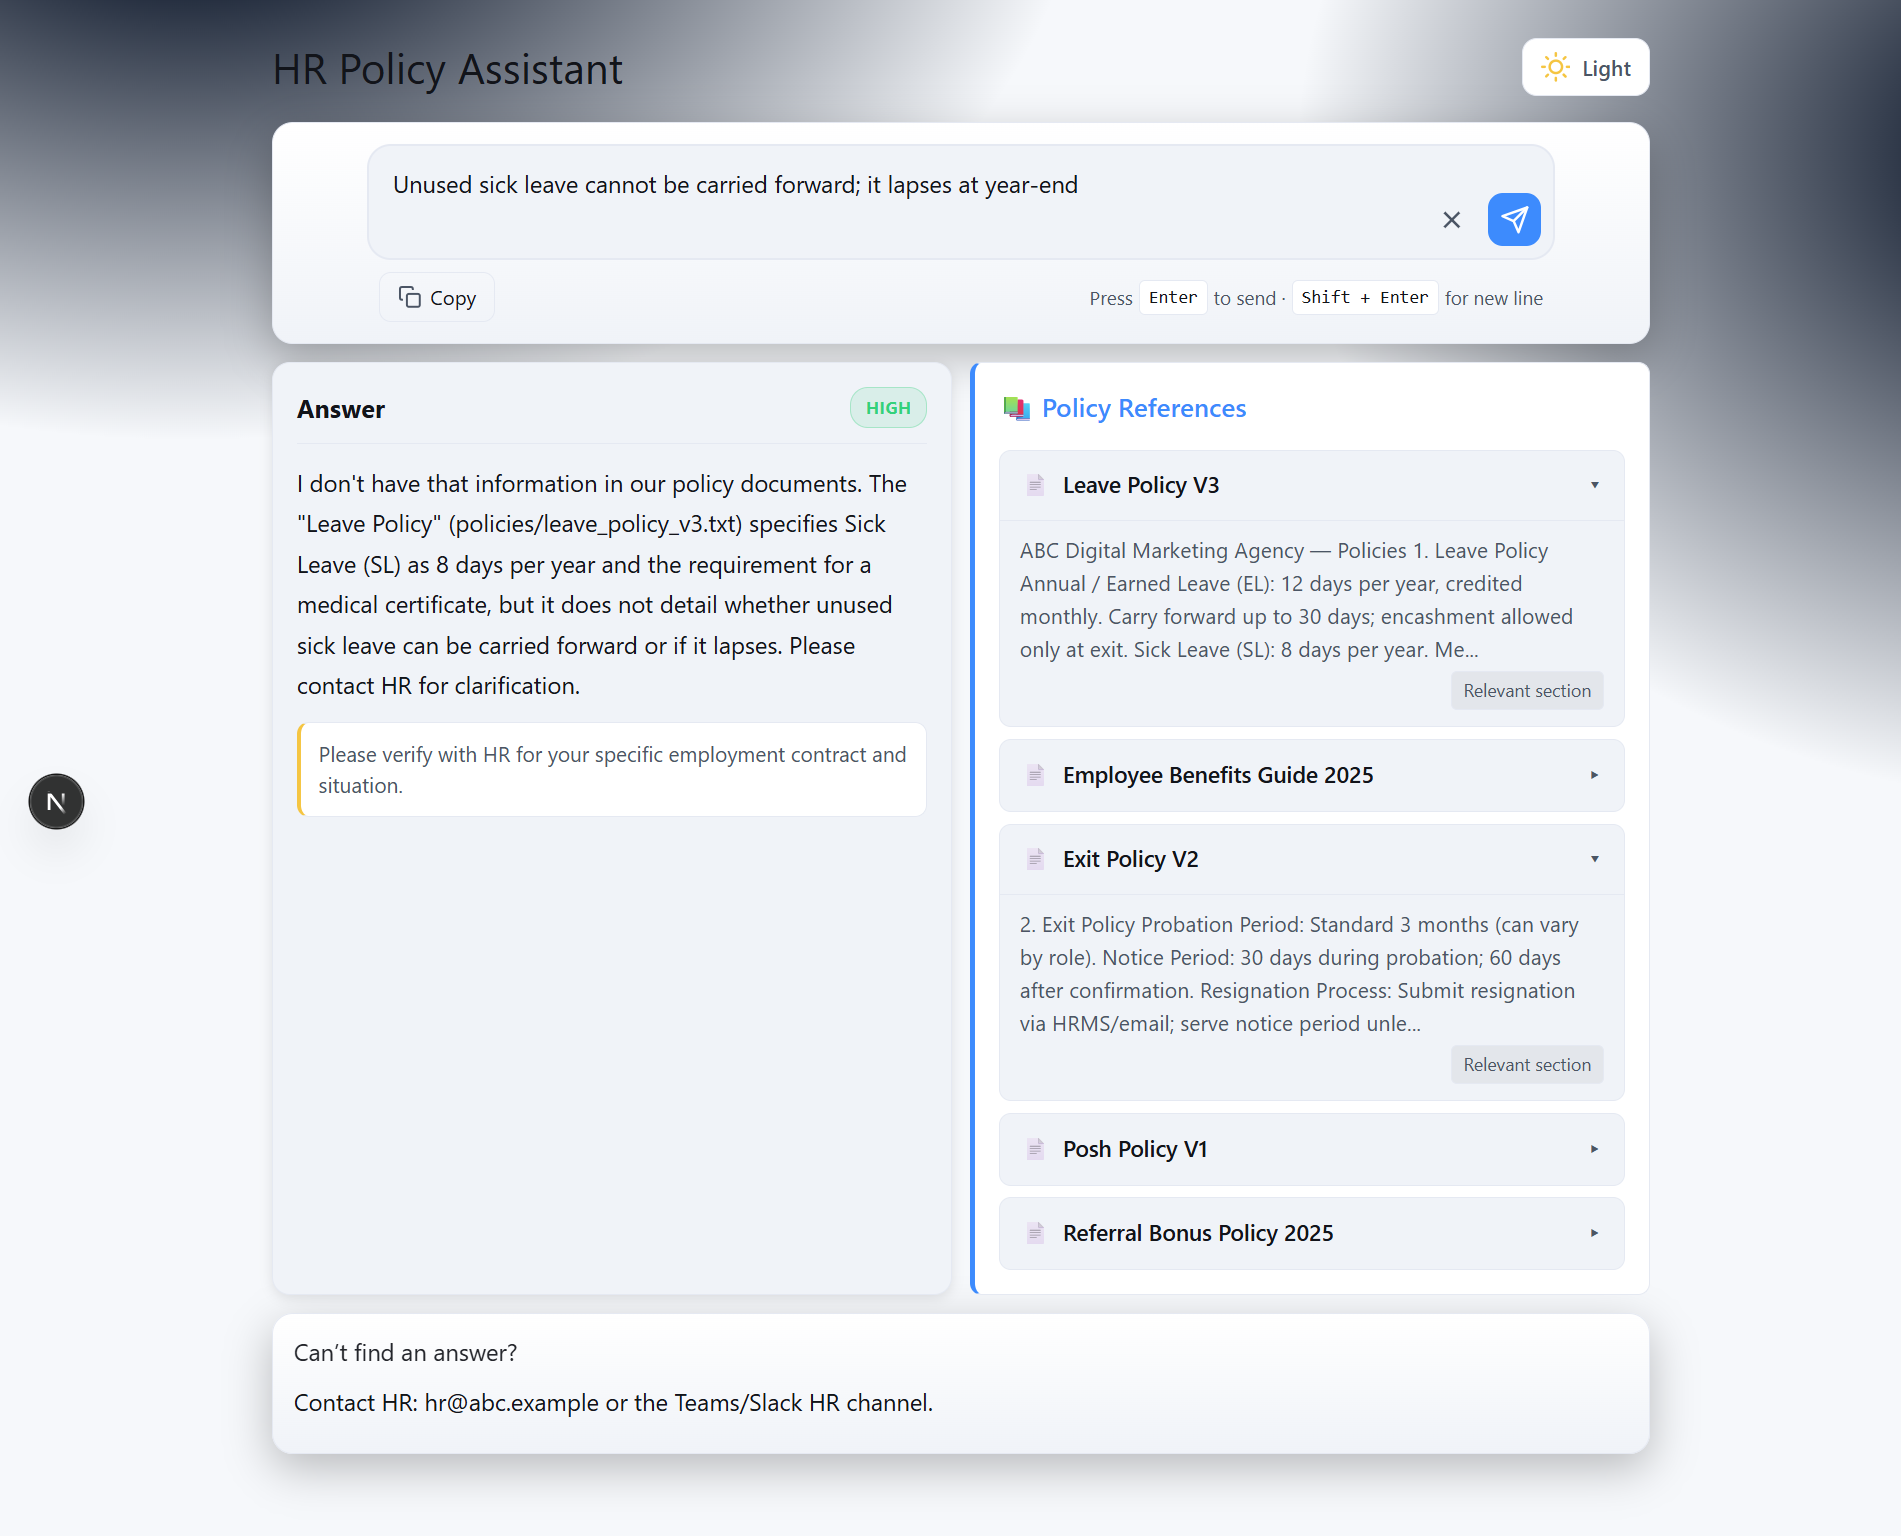 HR Policy Assistant
Light
Unused sick leave cannot be carried forward; it lapses at year-end
Copy
Press Enter to send · Shift + Enter for new line
Answer
HIGH
I don't have that information in our policy documents. The
"Leave Policy" (policies/leave_policy_v3.txt) specifies Sick
Leave (SL) as 8 days per year and the requirement for a
medical certificate, but it does not detail whether unused
sick leave can be carried forward or if it lapses. Please
contact HR for clarification.
Please verify with HR for your specific employment contract and
situation.
Policy References
Leave Policy V3
ABC Digital Marketing Agency — Policies 1. Leave Policy
Annual / Earned Leave (EL): 12 days per year, credited
monthly. Carry forward up to 30 days; encashment allowed
only at exit. Sick Leave (SL): 8 days per year. Me...
Relevant section
Employee Benefits Guide 2025
Exit Policy V2
2. Exit Policy Probation Period: Standard 3 months (can vary
by role). Notice Period: 30 days during probation; 60 days
after confirmation. Resignation Process: Submit resignation
via HRMS/email; serve notice period unle...
Relevant section
Posh Policy V1
Referral Bonus Policy 2025
N
Can’t find an answer?
Contact HR: hr@abc.example or the Teams/Slack HR channel.